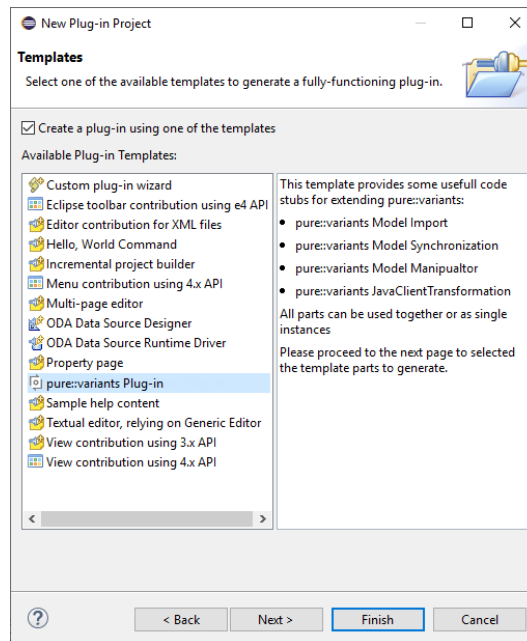 New Plug-in Project
Templates
Select one of the available templates to generate a fully-functioning plug-in.
Create a plug-in using one of the templates
Available Plug-in Templates:
Custom plug-in wizard
Eclipse toolbar contribution using e4 API
Editor contribution for XML files
Hello, World Command
Incremental project builder
Menu contribution using 4.x API
Multi-page editor
ODA Data Source Designer
ODA Data Source Runtime Driver
Property page
pure::variants Plug-in
Sample help content
Textual editor, relying on Generic Editor
View contribution using 3.x API
View contribution using 4.x API
This template provides some usefull code
stubs for extending pure::variants:
• pure::variants Model Import
• pure::variants Model Synchronization
• pure::variants Model Manipualtor
• pure::variants JavaClientTransformation
All parts can be used together or as single
instances
Please proceed to the next page to selected
the template parts to generate.
< Back
Next >
Finish
Cancel